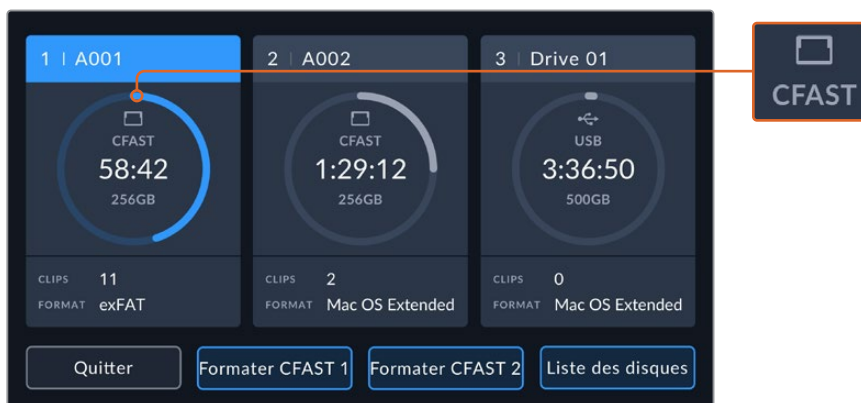 1 | A001
CFAST
58:42
256GB
CLIPS 11
FORMAT exFAT
2 | A002
CFAST
1:29:12
256GB
CLIPS 2
FORMAT Mac OS Extended
3 | Drive 01
USB
3:36:50
500GB
CLIPS 0
FORMAT Mac OS Extended
Quitter
Formater CFAST 1
Formater CFAST 2
Liste des disques
CFAST